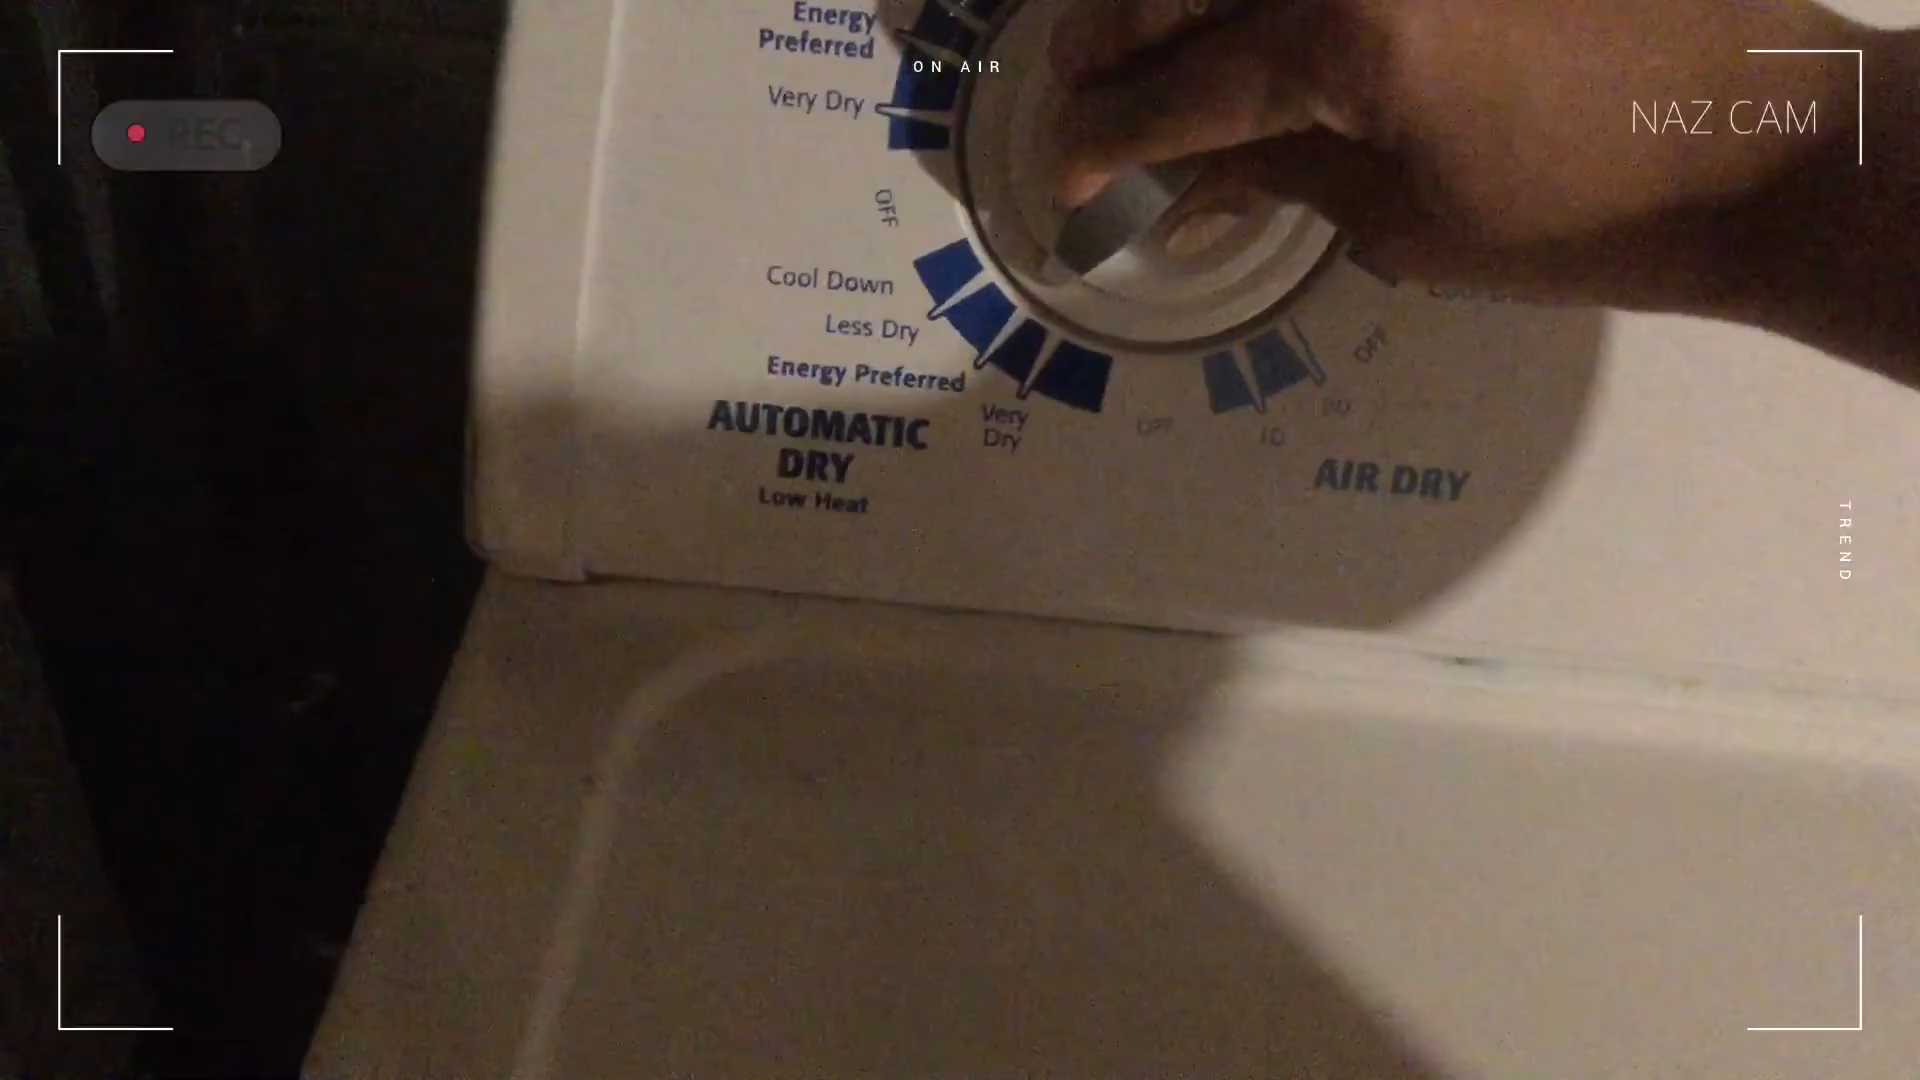 Energy
Preferred
ON AIR
Very Dry
REC
NAZ CAM
OFF
Cool Down
Less Dry
Energy Preferred
OFF
Very
Dry
OFF
10
20
AUTOMATIC
DRY
Low Heat
AIR DRY
TREND